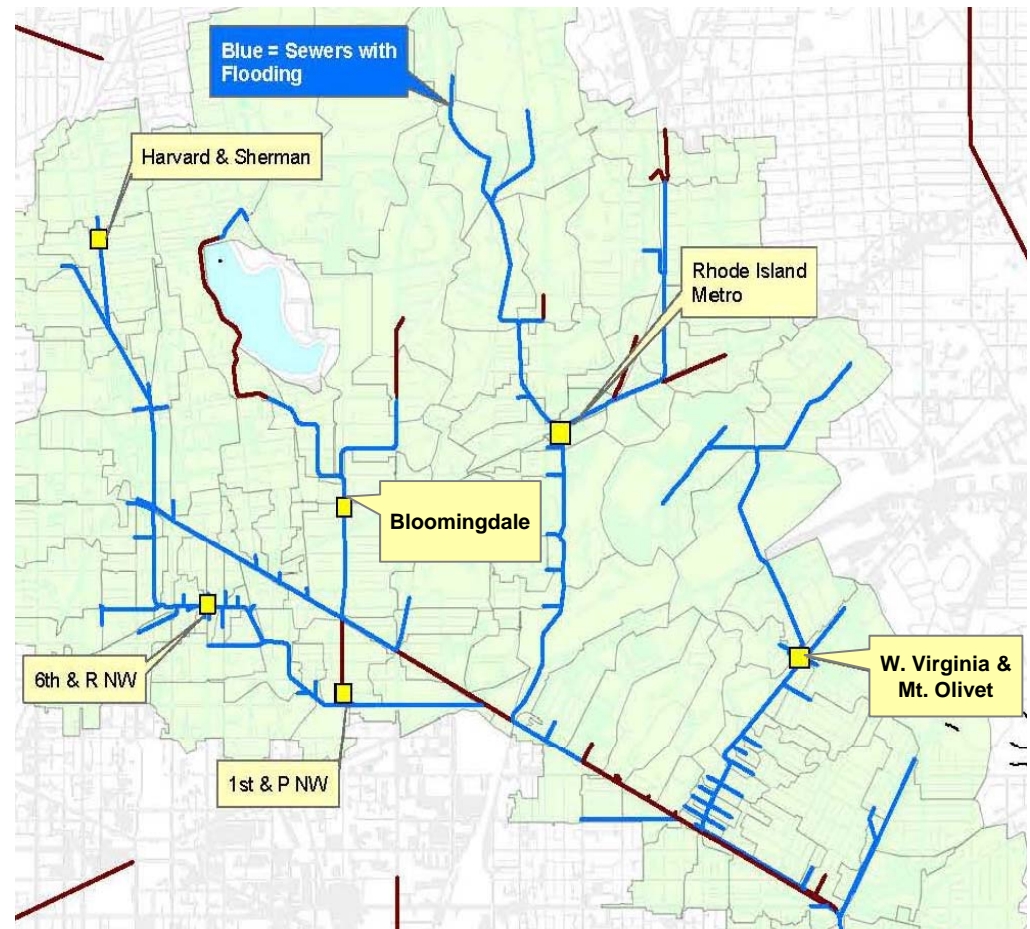 Blue = Sewers with
Flooding
Harvard & Sherman
Rhode Island
Metro
Bloomingdale
W. Virginia &
Mt. Olivet
6th & R NW
1st & P NW